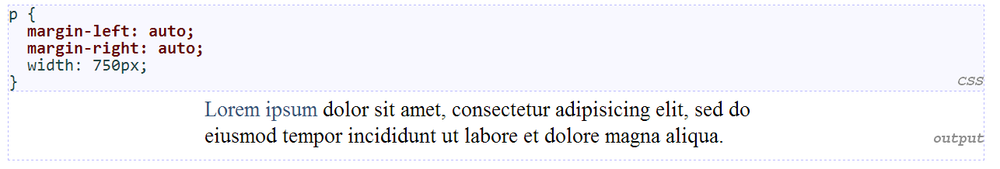 p {
  margin-left: auto;
  margin-right: auto;
  width: 750px;
}
CSS
Lorem ipsum dolor sit amet, consectetur adipisicing elit, sed do
eiusmod tempor incididunt ut labore et dolore magna aliqua.
output